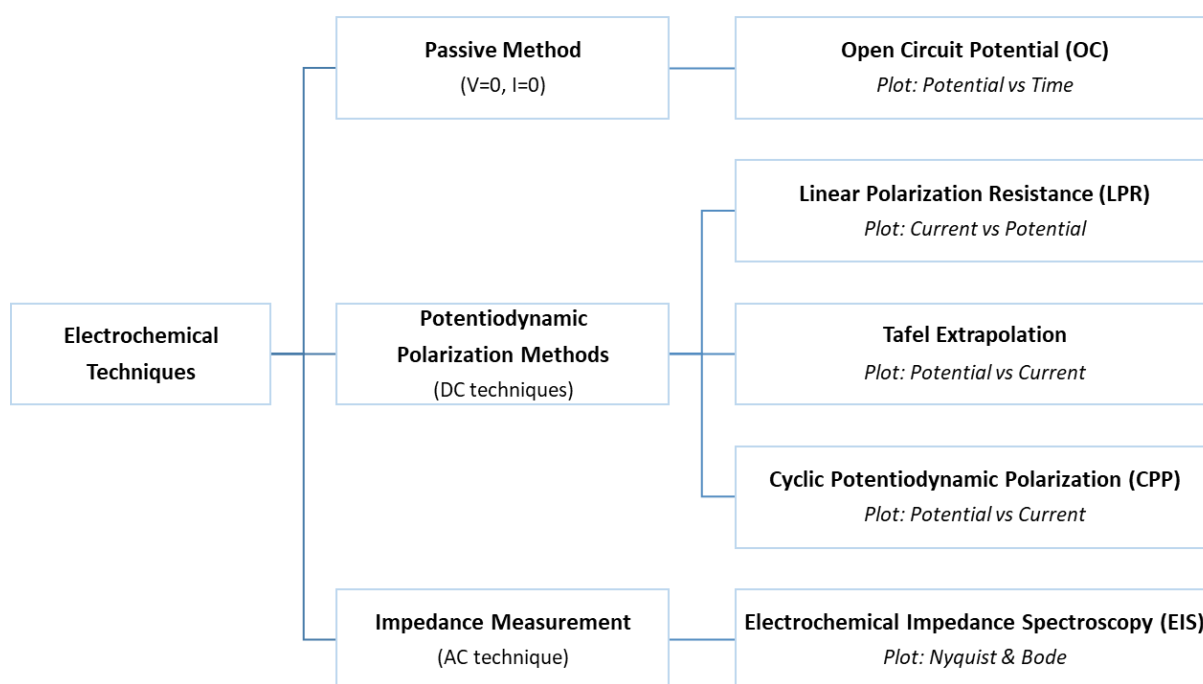 Passive Method
(V=0, I=0)
Open Circuit Potential (OC)
Plot: Potential vs Time
Linear Polarization Resistance (LPR)
Plot: Current vs Potential
Electrochemical
Techniques
Potentiodynamic
Polarization Methods
(DC techniques)
Tafel Extrapolation
Plot: Potential vs Current
Cyclic Potentiodynamic Polarization (CPP)
Plot: Potential vs Current
Impedance Measurement
(AC technique)
Electrochemical Impedance Spectroscopy (EIS)
Plot: Nyquist & Bode